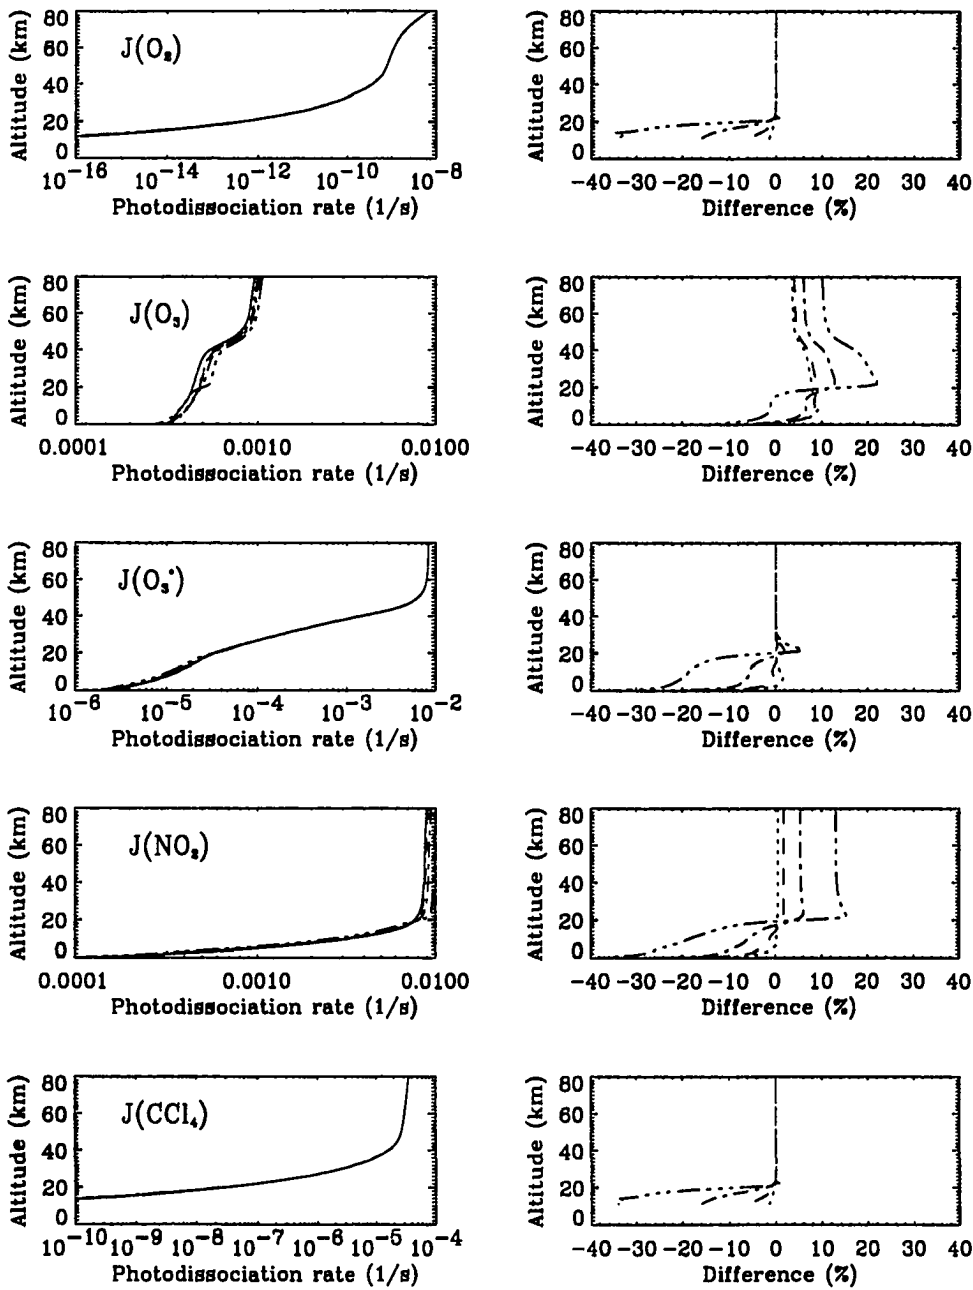 80
60
40
20
0
Altitude (km)
J(O₂)
10⁻¹⁶ 10⁻¹⁴ 10⁻¹² 10⁻¹⁰ 10⁻⁸
Photodissociation rate (1/s)
80
60
40
20
0
Altitude (km)
-40 -30 -20 -10 0 10 20 30 40
Difference (%)
80
60
40
20
0
Altitude (km)
J(O₃)
0.0001 0.0010 0.0100
Photodissociation rate (1/s)
80
60
40
20
0
Altitude (km)
-40 -30 -20 -10 0 10 20 30 40
Difference (%)
80
60
40
20
0
Altitude (km)
J(O₃*)
10⁻⁶ 10⁻⁵ 10⁻⁴ 10⁻³ 10⁻²
Photodissociation rate (1/s)
80
60
40
20
0
Altitude (km)
-40 -30 -20 -10 0 10 20 30 40
Difference (%)
80
60
40
20
0
Altitude (km)
J(NO₂)
0.0001 0.0010 0.0100
Photodissociation rate (1/s)
80
60
40
20
0
Altitude (km)
-40 -30 -20 -10 0 10 20 30 40
Difference (%)
80
60
40
20
0
Altitude (km)
J(CCl₄)
10⁻¹⁰ 10⁻⁹ 10⁻⁸ 10⁻⁷ 10⁻⁶ 10⁻⁵ 10⁻⁴
Photodissociation rate (1/s)
80
60
40
20
0
Altitude (km)
-40 -30 -20 -10 0 10 20 30 40
Difference (%)